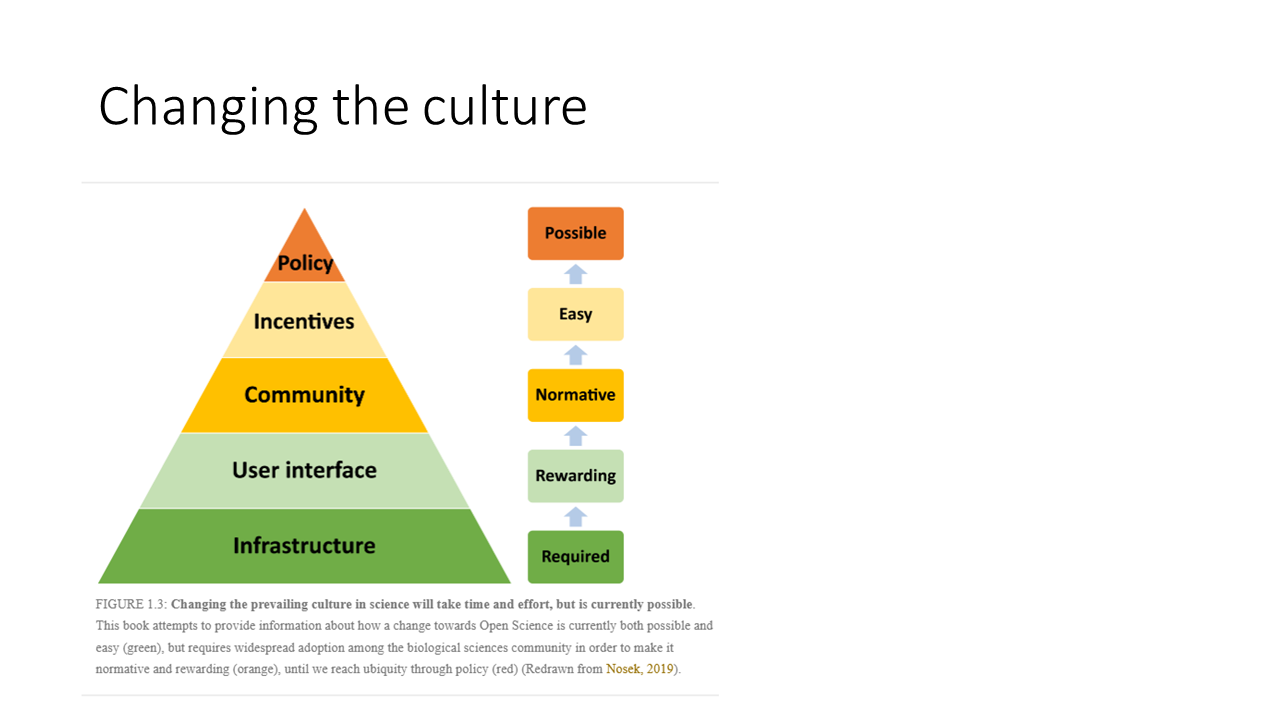 Changing the culture
Policy
Incentives
Community
User interface
Infrastructure
Possible
Easy
Normative
Rewarding
Required
FIGURE 1.3: Changing the prevailing culture in science will take time and effort, but is currently possible.
This book attempts to provide information about how a change towards Open Science is currently both possible and
easy (green), but requires widespread adoption among the biological sciences community in order to make it
normative and rewarding (orange), until we reach ubiquity through policy (red) (Redrawn from Nosek, 2019).